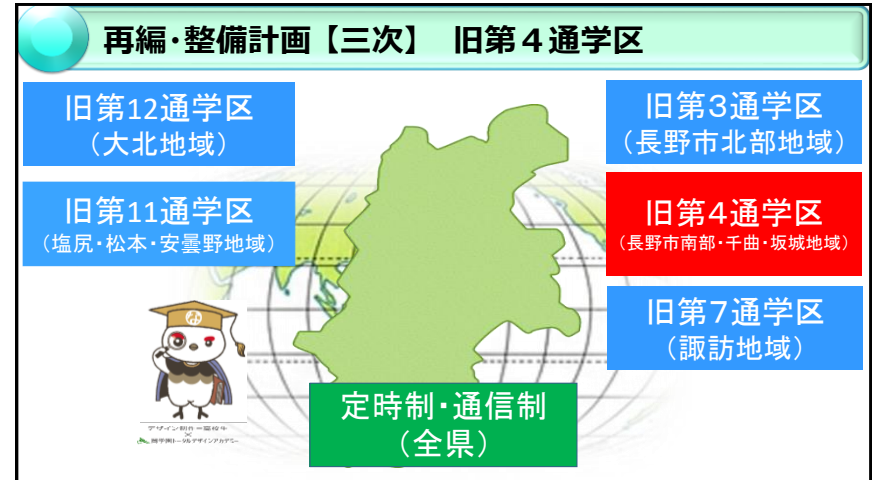 再編･整備計画【三次】 旧第４通学区
旧第12通学区
（大北地域）
旧第11通学区
（塩尻･松本･安曇野地域）
旧第３通学区
（長野市北部地域）
旧第４通学区
（長野市南部･千曲･坂城地域）
旧第７通学区
（諏訪地域）
定時制･通信制
（全県）
×